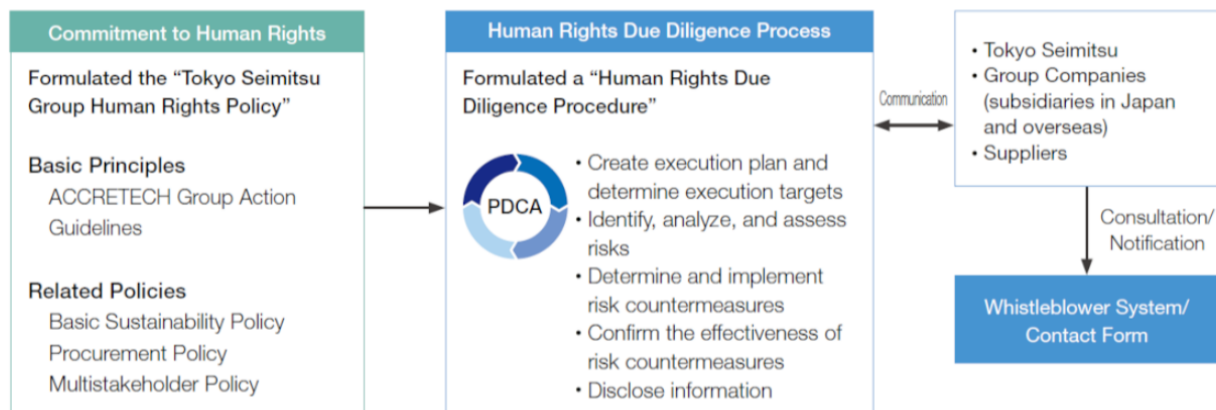 Commitment to Human Rights
Formulated the “Tokyo Seimitsu
Group Human Rights Policy”
Basic Principles
ACCRETECH Group Action
Guidelines
Related Policies
Basic Sustainability Policy
Procurement Policy
Multistakeholder Policy
Human Rights Due Diligence Process
Formulated a “Human Rights Due
Diligence Procedure”
PDCA
• Create execution plan and
determine execution targets
• Identify, analyze, and assess
risks
• Determine and implement
risk countermeasures
• Confirm the effectiveness of
risk countermeasures
• Disclose information
Communication
• Tokyo Seimitsu
• Group Companies
(subsidiaries in Japan
and overseas)
• Suppliers
Consultation/
Notification
Whistleblower System/
Contact Form